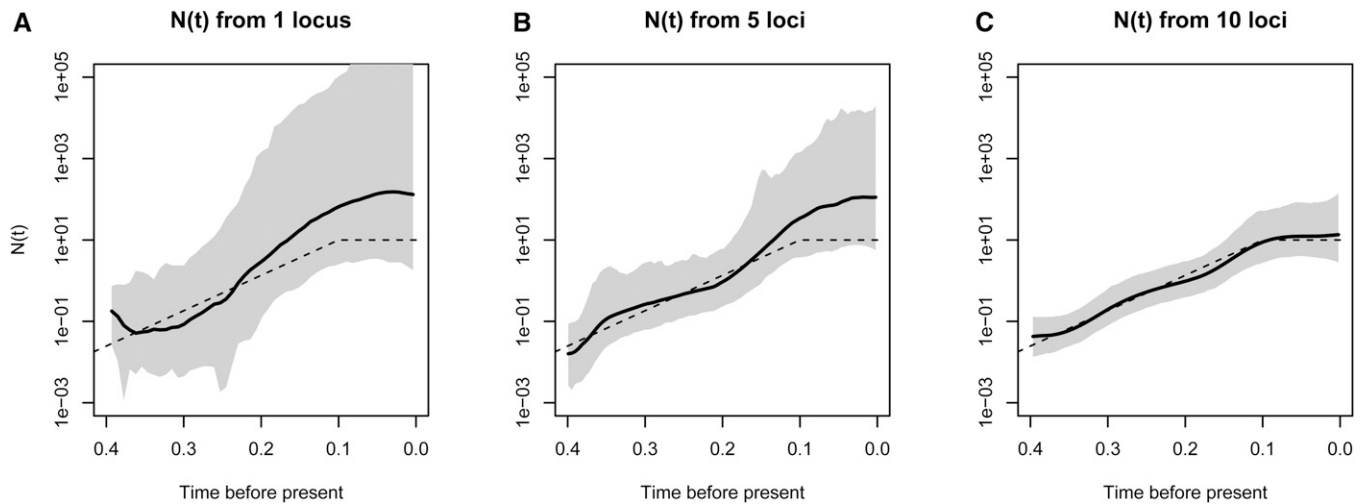 A N(t) from 1 locus
N(t)
1e+05
1e+03
1e+01
1e−01
1e−03
0.4 0.3 0.2 0.1 0.0
Time before present
B N(t) from 5 loci
1e+05
1e+03
1e+01
1e−01
1e−03
0.4 0.3 0.2 0.1 0.0
Time before present
C N(t) from 10 loci
1e+05
1e+03
1e+01
1e−01
1e−03
0.4 0.3 0.2 0.1 0.0
Time before present